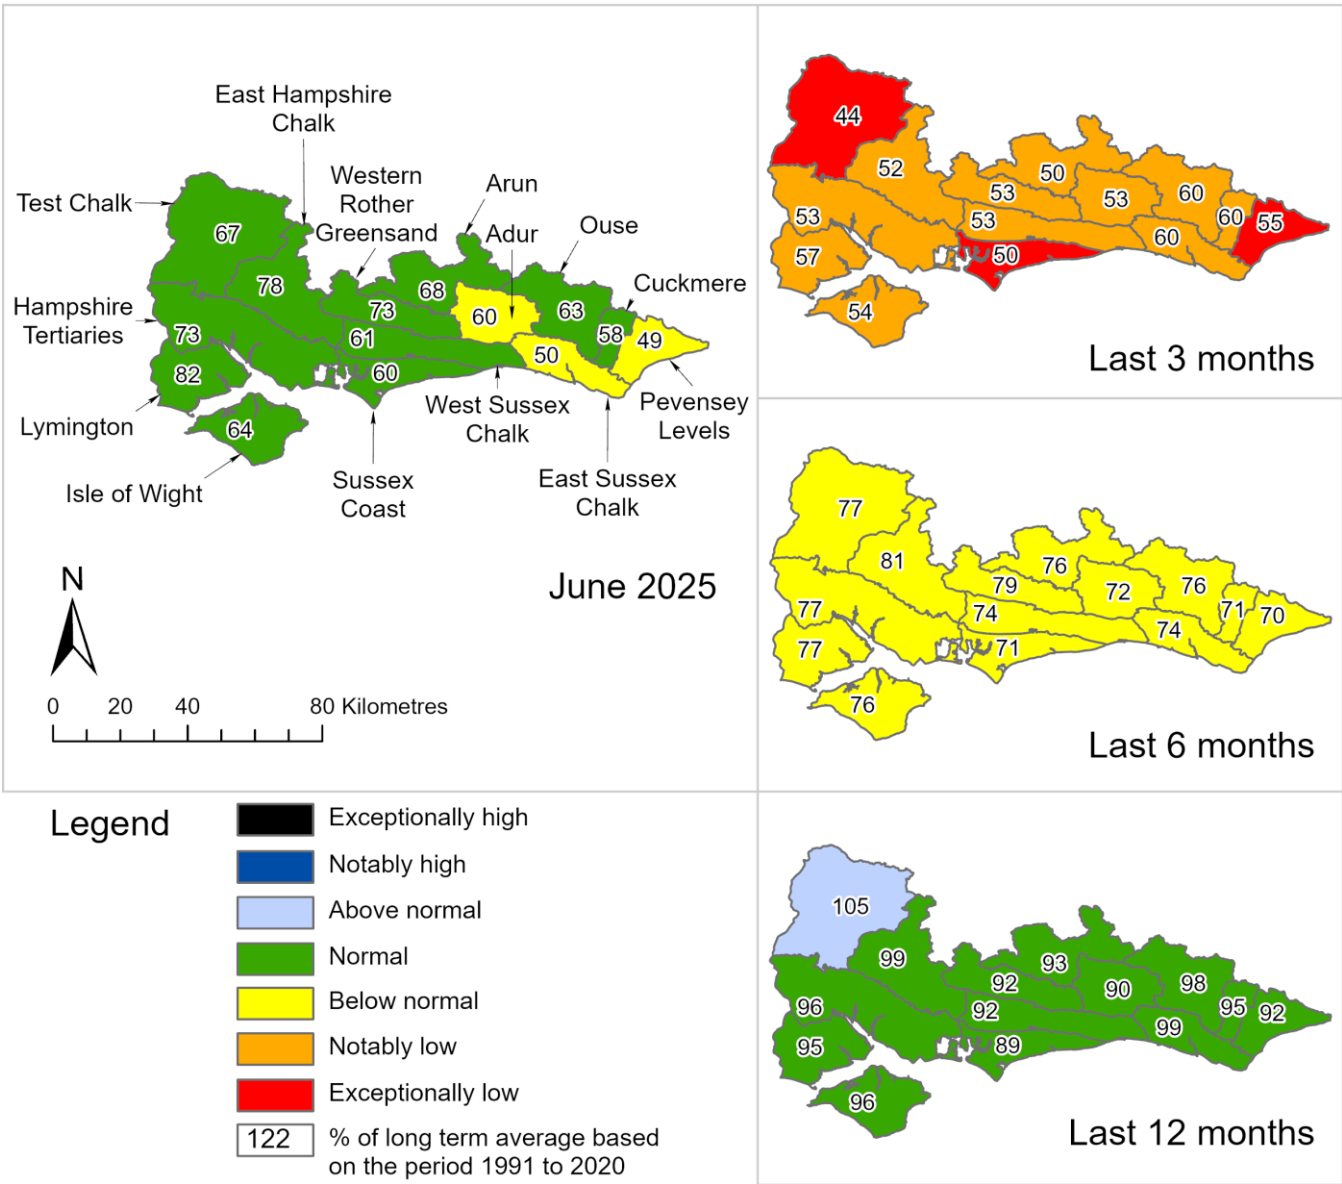 East Hampshire
Chalk
Western
Rother
Greensand
Arun
Adur
Ouse
Test Chalk
Cuckmere
67
78
68
Hampshire
Tertiaries
73
73
60
63
58
49
61
50
82
60
Lymington
64
West Sussex
Chalk
Pevensey
Levels
Isle of Wight
Sussex
Coast
East Sussex
Chalk
N
June 2025
0 20 40 80 Kilometres
44
52
50
53
53
60
53
53
60
60
55
57
50
54
Last 3 months
77
81
76
79
72
76
77
74
74
71
70
77
71
76
Last 6 months
Legend
Exceptionally high
Notably high
Above normal
Normal
Below normal
Notably low
Exceptionally low
122 % of long term average based
on the period 1991 to 2020
105
99
93
92
90
98
96
92
99
95
92
95
89
96
Last 12 months